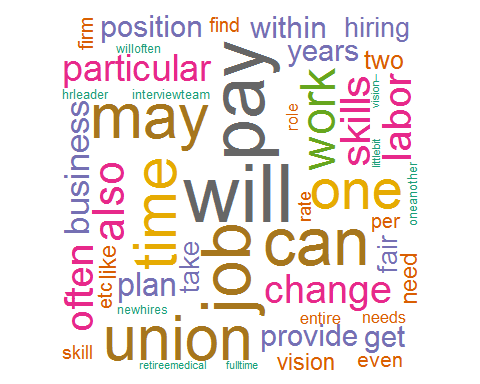 firm position find within hiring
willoften
particular pay years two
hrleader interviewteam
may role work skills vision–
labor
business also time will one littlebit
oneanother
rate per
often etc like take job can fair need
plan change
newhires
union entire needs
provide get
skill vision even
retireemedical fulltime